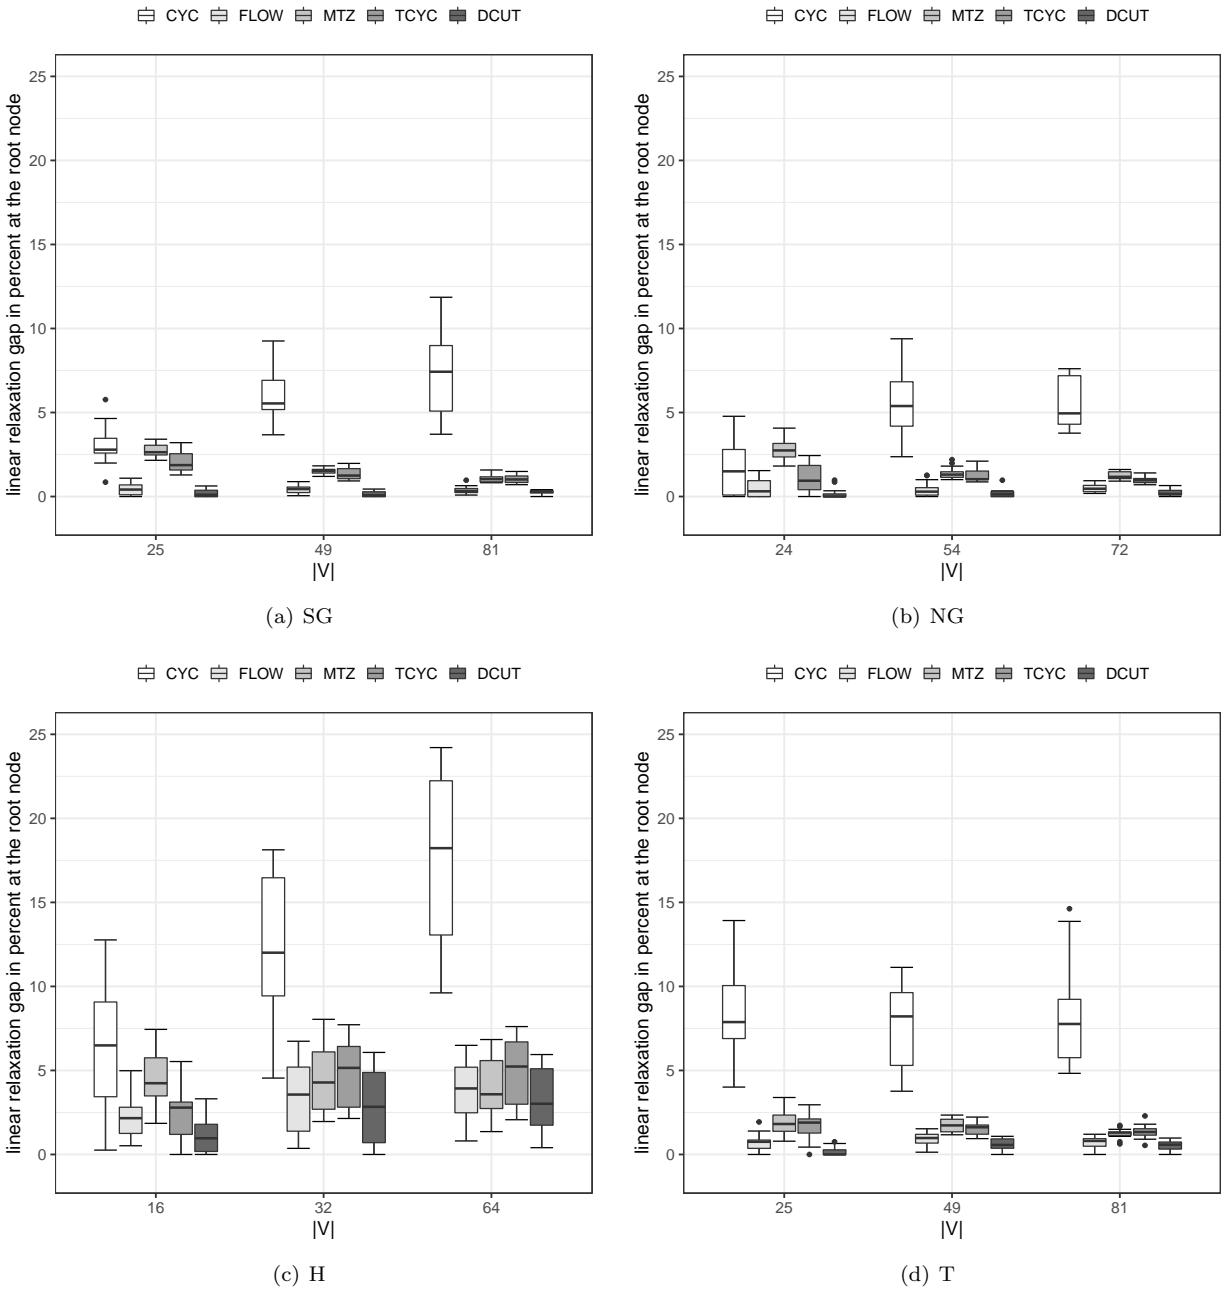 CYC FLOW MTZ TCYC DCUT
linear relaxation gap in percent at the root node
25
20
15
10
5
0
25 49 81
|V|
(a) SG
CYC FLOW MTZ TCYC DCUT
linear relaxation gap in percent at the root node
25
20
15
10
5
0
24 54 72
|V|
(b) NG
CYC FLOW MTZ TCYC DCUT
linear relaxation gap in percent at the root node
25
20
15
10
5
0
16 32 64
|V|
(c) H
CYC FLOW MTZ TCYC DCUT
linear relaxation gap in percent at the root node
25
20
15
10
5
0
25 49 81
|V|
(d) T